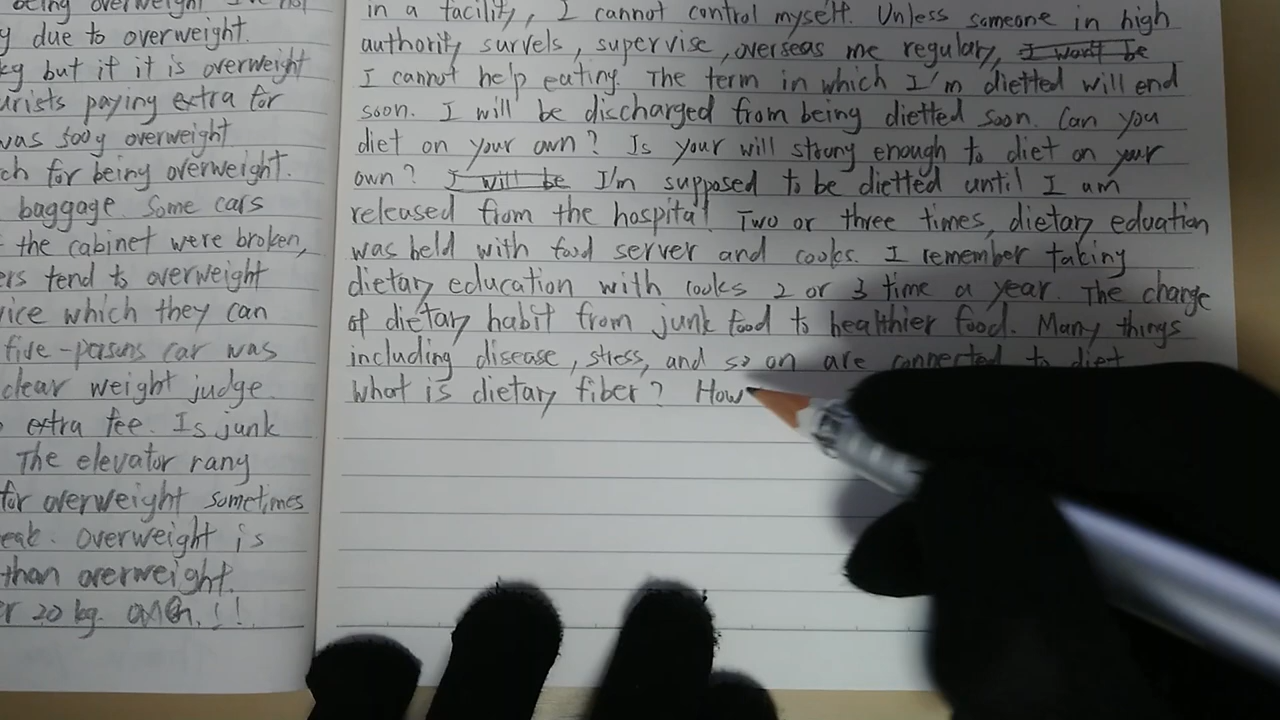 being overweight I've not
y due to overweight.
kg but if it is overweight
urists paying extra for
was 500g overweight
ch for being overweight.
baggage. Some cars
the cabinet were broken,
ers tend to overweight
vice which they can
five-persons car was
clear weight judge.
extra fee. Is junk
The elevator rang
for overweight sometimes
eak. overweight is
than overweight.
er 20 kg.
in a facility, I cannot control myself. Unless someone in high
authority survels, supervise, overseas me regulary, I won't be
I cannot help eating. The term in which I'm dietted will end
soon. I will be discharged from being dietted soon. Can you
diet on your own? Is your will strong enough to diet on your
own? I will be I'm supposed to be dietted until I am
released from the hospital. Two or three times, dietary eduation
was held with food server and cooks. I remember taking
dietary education with cooks 2 or 3 time a year. The change
of dietary habit from junk food to healthier food. Many things
including disease, stress, and so on are connected to diet
What is dietary fiber? How